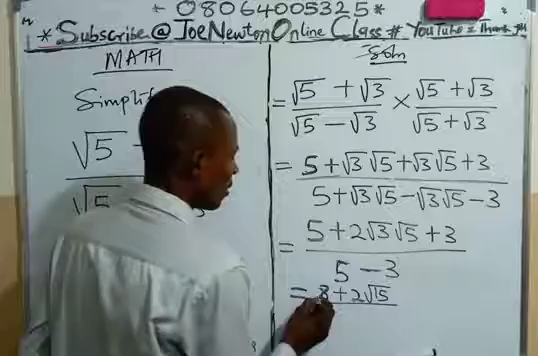 08064005325*
*Subscribe @ JoeNewtonOnline Class # YouTube = Thank
MATH
Soln
√5
√5
= √5 + √3 / √5 − √3 × √5 + √3 / √5 + √3
= 5 + √3 √5 + √3 √5 + 3 / 5 + √3 √5 − √3 √5 − 3
= 5 + 2√3 √5 + 3 / 5 − 3
= 8 + 2√15